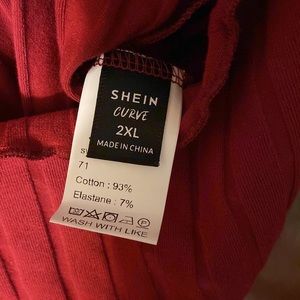 SHEIN
CURVE
2XL
MADE IN CHINA
71
Cotton : 93%
Elastane : 7%
WASH WITH LIKE